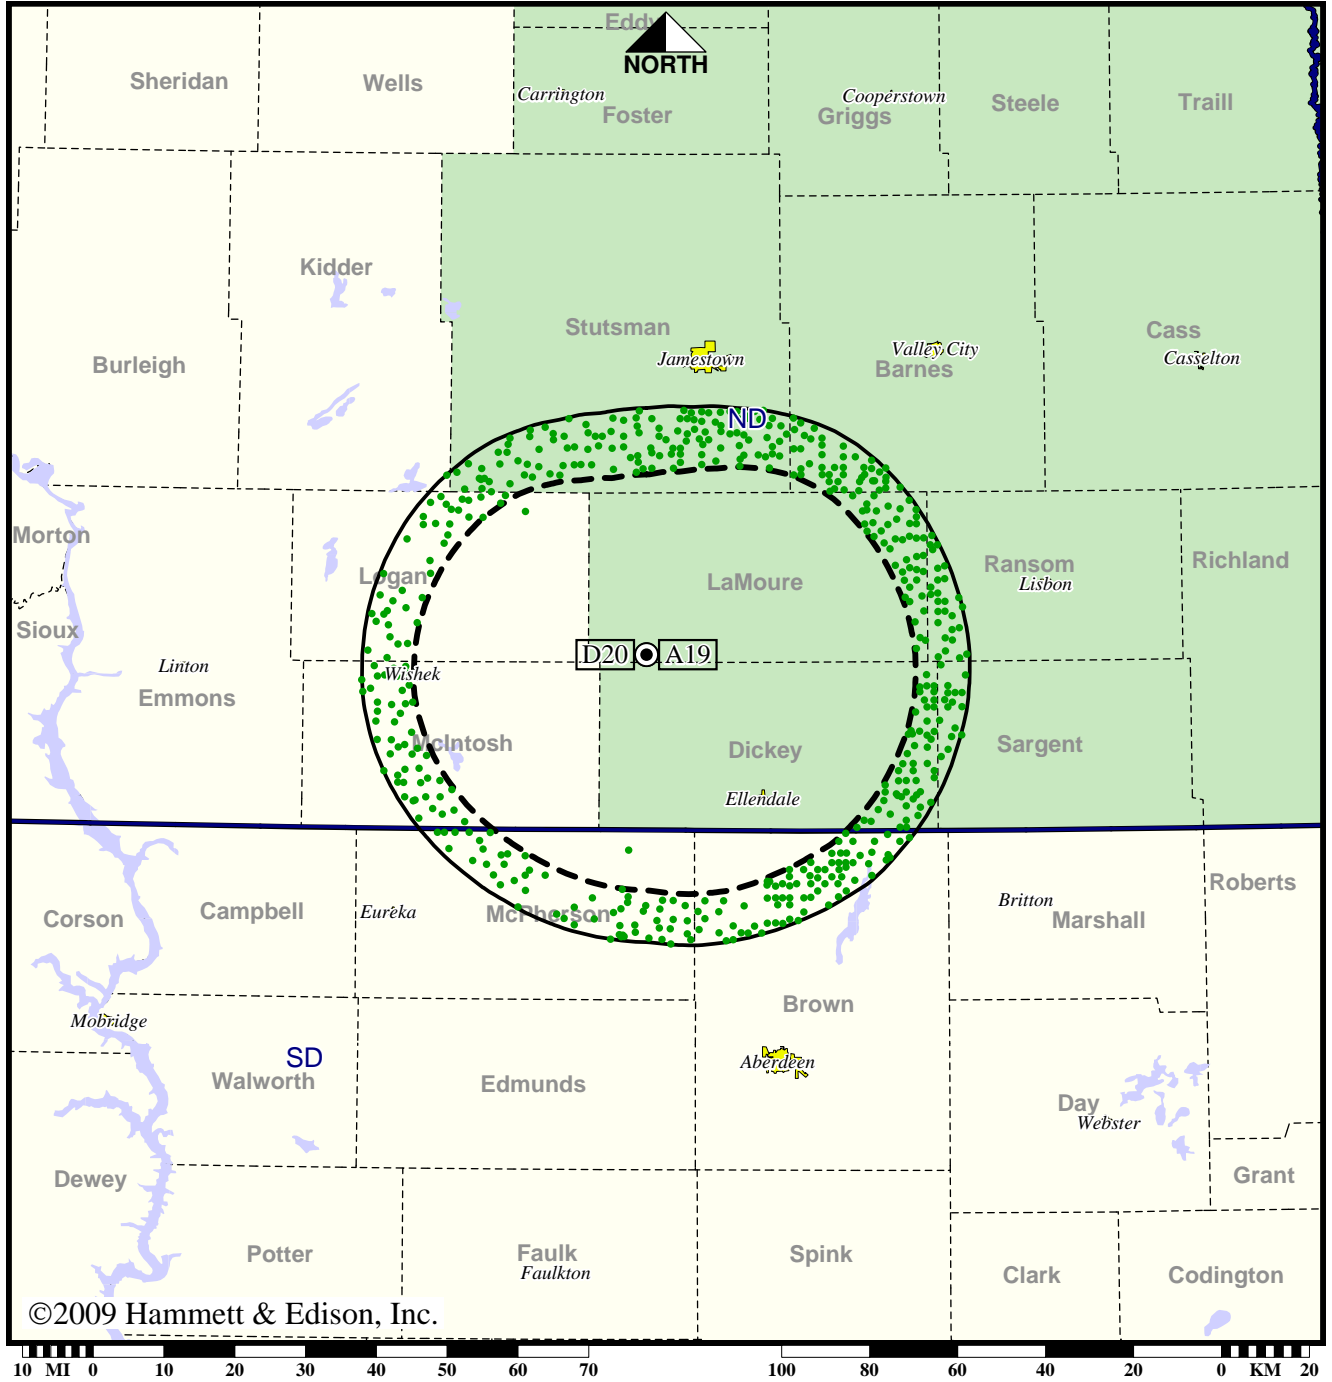 Eddy
NORTH
Sheridan
Wells
Carrington
Foster
Cooperstown
Griggs
Steele
Traill
Kidder
Stutsman
Jamestown
Burleigh
Valley City
Barnes
Cass
Casselton
ND
Morton
Logan
LaMoure
Ransom
Lisbon
Richland
Sioux
D20 A19
Linton
Emmons
Wishek
McIntosh
Dickey
Ellendale
Sargent
Corson
Campbell
Eureka
McPherson
Britton
Marshall
Roberts
Brown
Mobridge
SD
Walworth
Edmunds
Aberdeen
Day
Webster
Dewey
Grant
Potter
Faulk
Faulkton
Spink
Clark
Codington
©2009 Hammett & Edison, Inc.
10 MI 0 10 20 30 40 50 60 70 100 80 60 40 20 0 KM 20